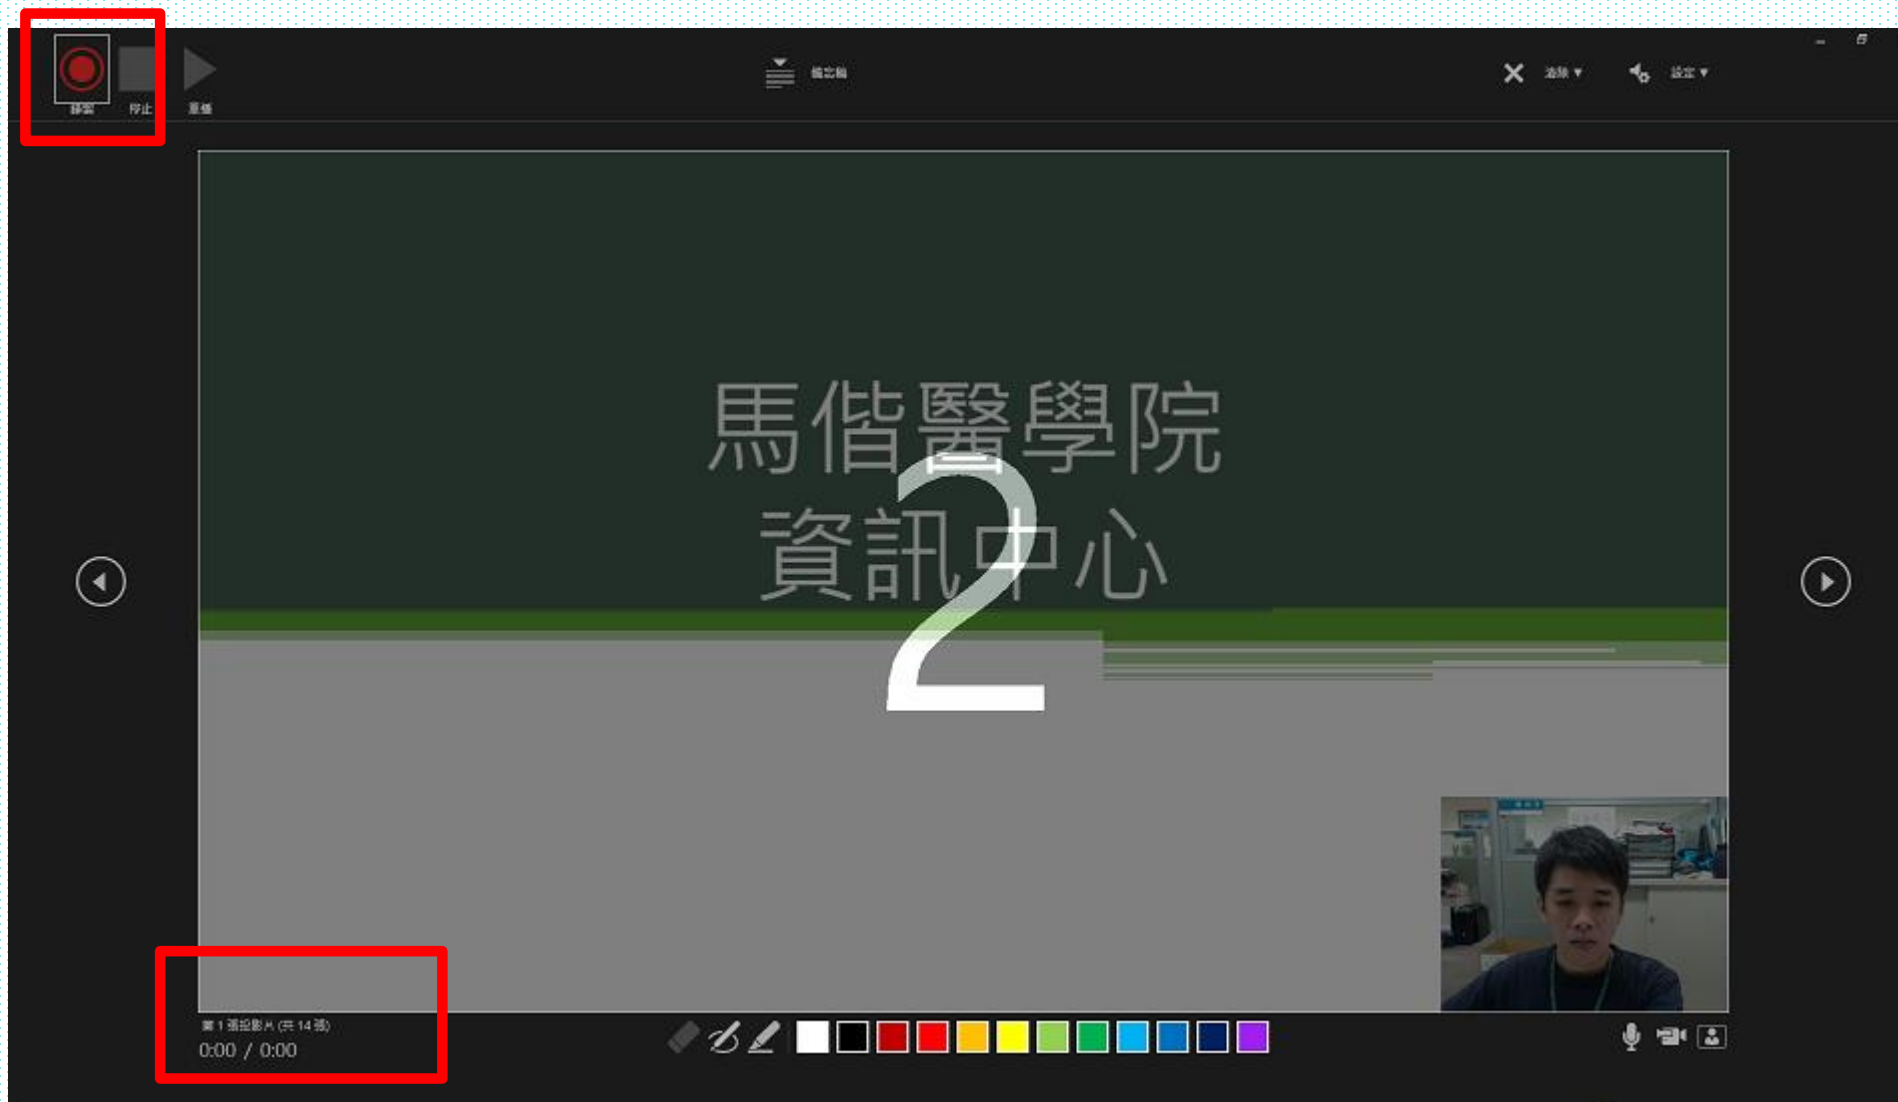 錄製 停止 重播
備忘稿
清除 ▼
設定 ▼
馬偕醫學院
資訊中心
2
第 1 張投影片 (共 14 張)
0:00 / 0:00